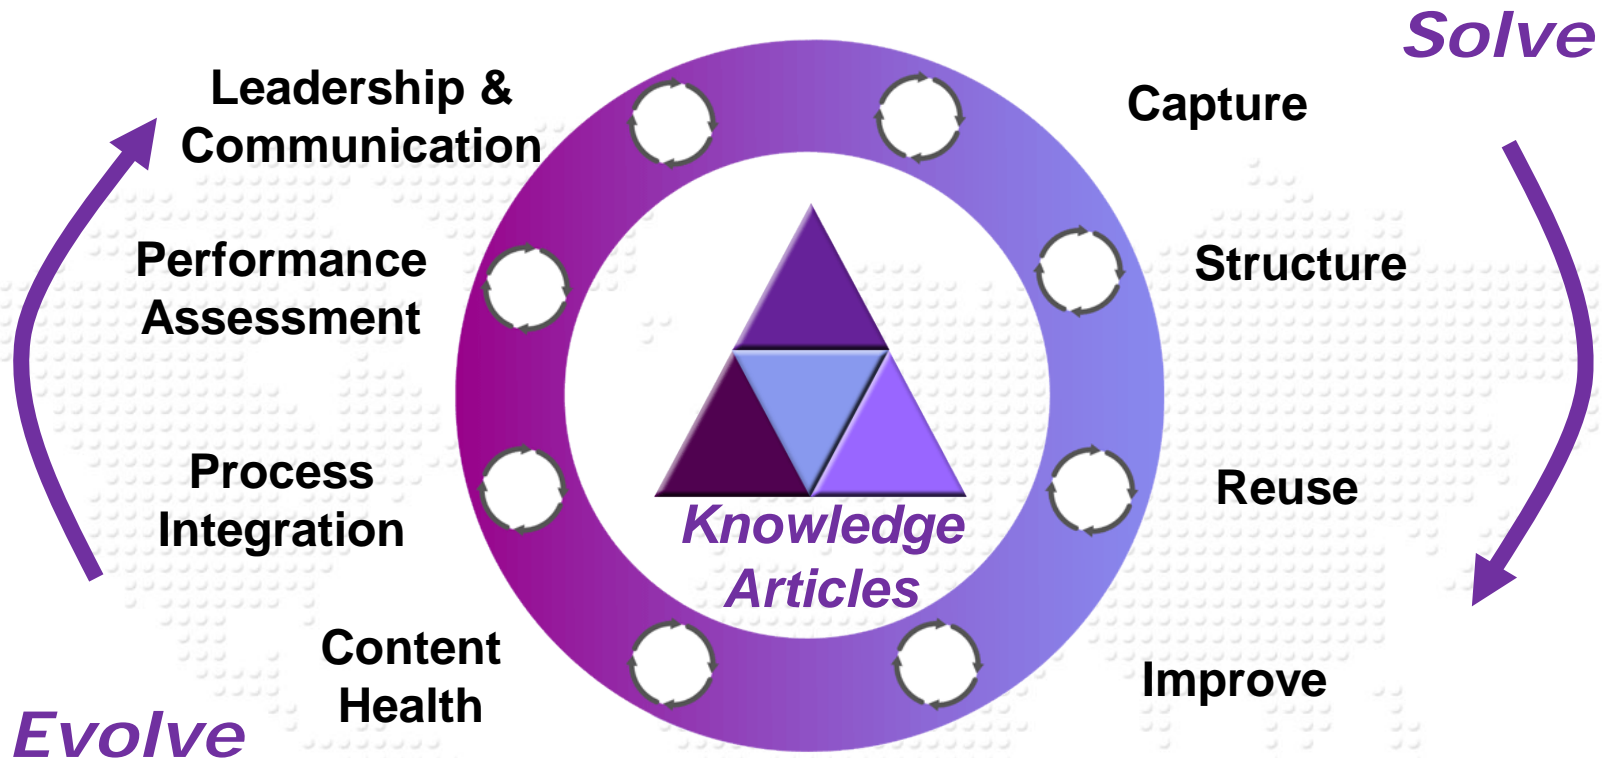 Solve
Leadership &
Communication
Capture
Performance
Assessment
Structure
Process
Integration
Reuse
Knowledge
Articles
Content
Health
Improve
Evolve